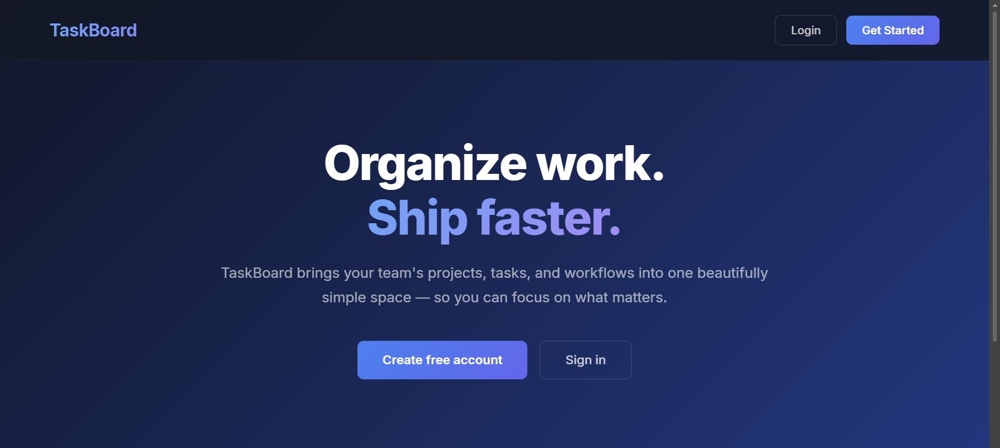 TaskBoard
Login
Get Started
Organize work.
Ship faster.
TaskBoard brings your team's projects, tasks, and workflows into one beautifully
simple space — so you can focus on what matters.
Create free account
Sign in